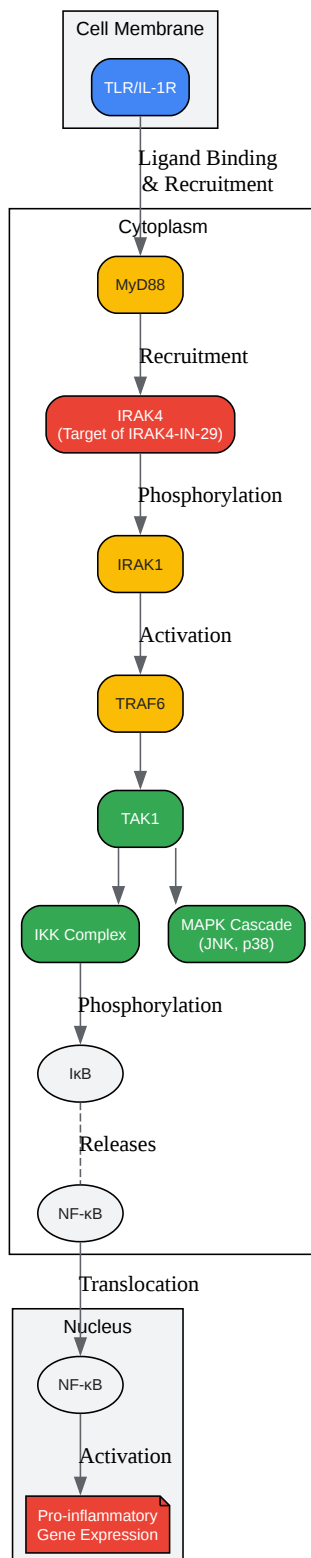 Cell Membrane
TLR/IL-1R
Ligand Binding
& Recruitment
Cytoplasm
MyD88
Recruitment
IRAK4
(Target of IRAK4-IN-29)
Phosphorylation
IRAK1
Activation
TRAF6
TAK1
IKK Complex
MAPK Cascade
(JNK, p38)
Phosphorylation
IκB
Releases
NF-κB
Translocation
Nucleus
NF-κB
Activation
Pro-inflammatory
Gene Expression